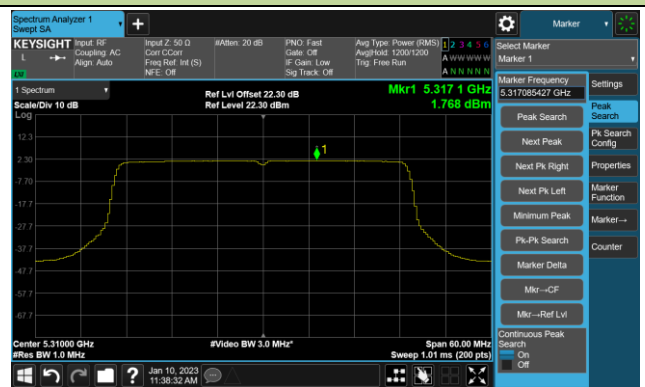 Spectrum Analyzer 1
Swept SA
+
Marker
KEYSIGHT
Input: RF
Coupling: AC
Align: Auto
Input Z: 50 Ω
Corr CCorr
Freq Ref: Int (S)
NFE: Off
#Atten: 20 dB
PNO: Fast
Gate: Off
IF Gain: Low
Sig Track: Off
Avg Type: Power (RMS)
Avg|Hold: 1200/1200
Trig: Free Run
1 2 3 4 5 6
A W W W W W
A N N N N N
L
LXI
Select Marker
Marker 1
1 Spectrum
Scale/Div 10 dB
Log
Ref Lvl Offset 22.30 dB
Ref Level 22.30 dBm
Mkr1 5.317 1 GHz
1.768 dBm
12.3
2.30
-7.70
-17.7
-27.7
-37.7
-47.7
-57.7
-67.7
1
Center 5.31000 GHz
#Res BW 1.0 MHz
#Video BW 3.0 MHz*
Span 60.00 MHz
Sweep 1.01 ms (200 pts)
Marker Frequency
5.317085427 GHz
Peak Search
Next Peak
Next Pk Right
Next Pk Left
Minimum Peak
Pk-Pk Search
Marker Delta
Mkr→CF
Mkr→Ref Lvl
Continuous Peak
Search
On
Off
Settings
Peak
Search
Pk Search
Config
Properties
Marker
Function
Marker→
Counter
?
Jan 10, 2023
11:38:32 AM